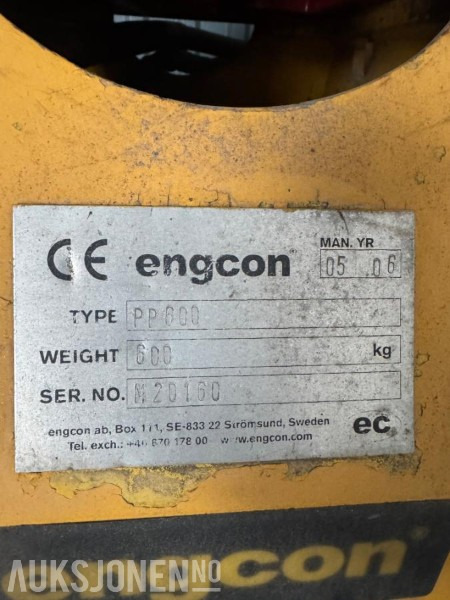 CE engcon
MAN. YR
05 06
TYPE PP600
WEIGHT 600 kg
SER. NO. M20160
engcon ab, Box 111, SE-833 22 Strömsund, Sweden
Tel. exch.: +46 670 178 00 www.engcon.com
ec
engcon
AUKSJONEN.NO